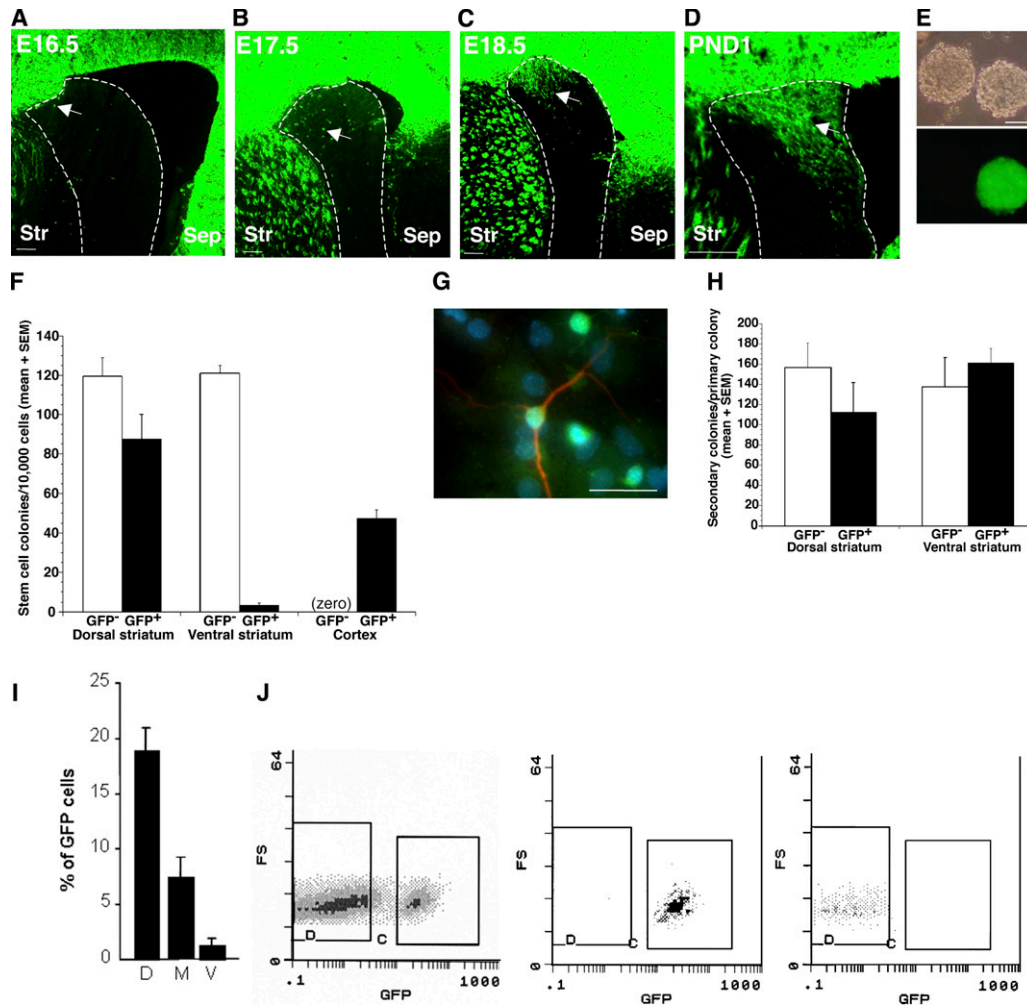 A
B
C
D
E
E16.5
E17.5
E18.5
PND1
Str
Sep
Str
Sep
Str
Sep
Str
F
G
H
Stem cell colonies/10,000 cells (mean + SEM)
140
120
100
80
60
40
20
0
(zero)
GFP- GFP+
GFP- GFP+
GFP- GFP+
Dorsal striatum
Ventral striatum
Cortex
Secondary colonies/primary colony
(mean + SEM)
200
180
160
140
120
100
80
60
40
20
0
GFP- GFP+
GFP- GFP+
Dorsal striatum
Ventral striatum
I
J
% of GFP cells
25
20
15
10
5
0
D M V
FS
64
0
D
C
.1
1000
GFP
FS
64
0
D
C
.1
1000
GFP
FS
64
0
D
C
.1
1000
GFP